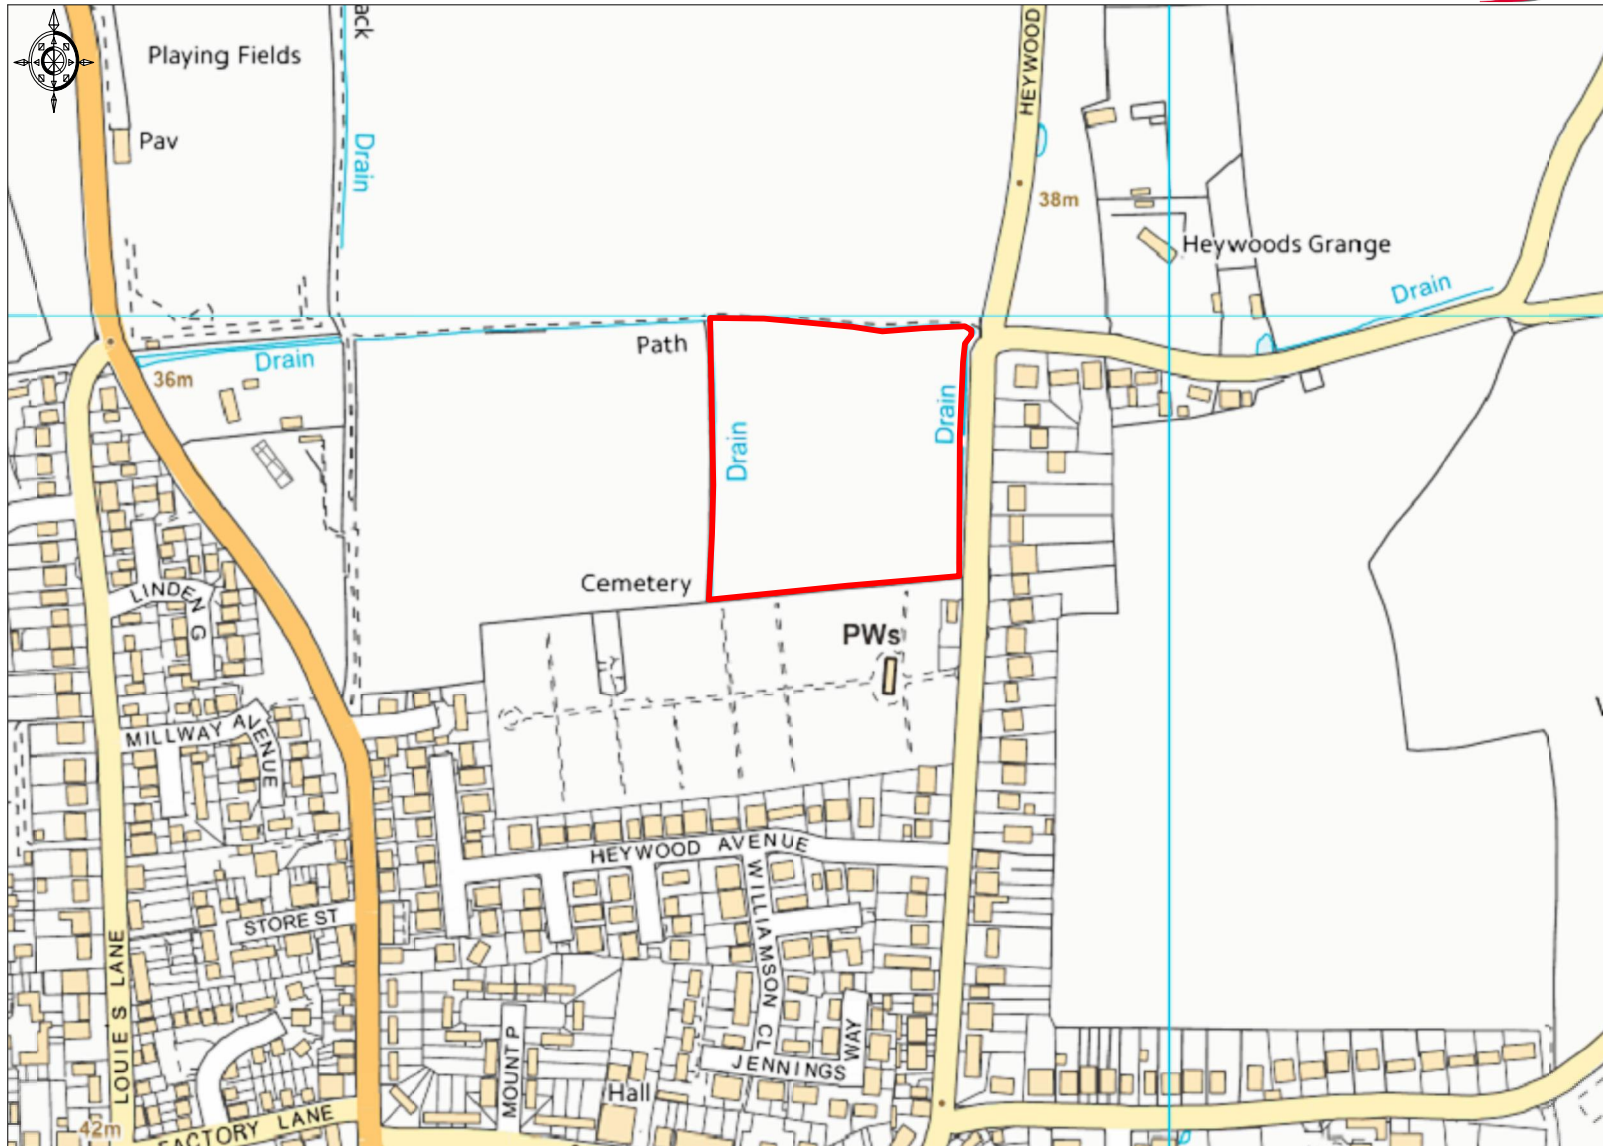 ack
Playing Fields
HEYWOOD
Pav
Drain
38m
Heywoods Grange
Drain
Path
Drain
36m
Drain
Drain
Cemetery
LINDEN G
PWs
MILLWAY AVENUE
HEYWOOD AVENUE
WILLIAMSON CL
STORE ST
LOUIE S LANE
MOUNT P
WAY
JENNINGS
Hall
42m
FACTORY LANE